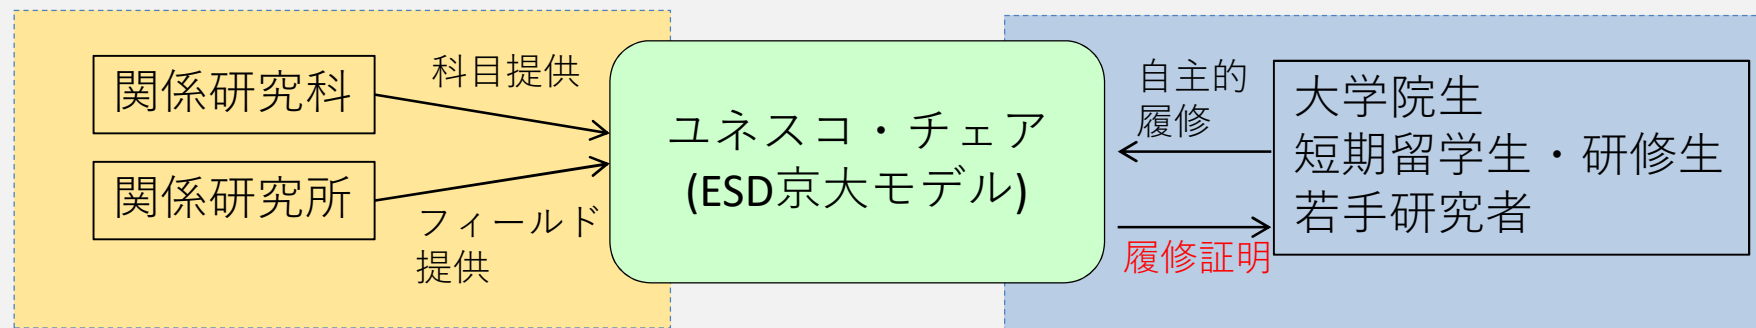 関係研究科
科目提供
関係研究所
フィールド
提供
ユネスコ・チェア
(ESD京大モデル)
自主的
履修
履修証明
大学院生
短期留学生・研修生
若手研究者